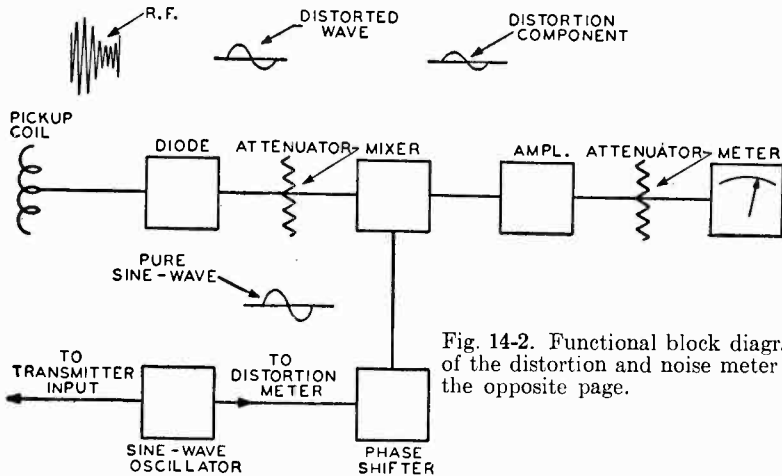 R.F.
DISTORTED
WAVE
DISTORTION
COMPONENT
PICKUP
COIL
DIODE
ATTENUATOR
MIXER
AMPL.
ATTENUATOR
METER
PURE
SINE-WAVE
TO
TRANSMITTER
INPUT
TO
DISTORTION
METER
SINE-WAVE
OSCILLATOR
PHASE
SHIFTER
Fig. 14-2. Functional block
of the distortion and noise meter
the opposite page.